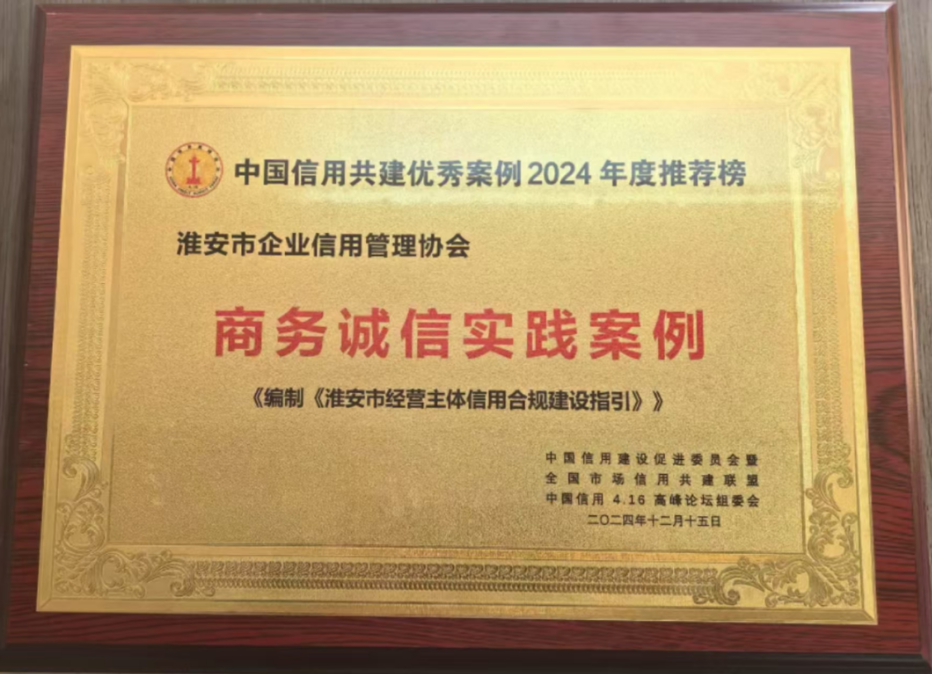 中国信用共建优秀案例2024年度推荐榜
淮安市企业信用管理协会
商务诚信实践案例
《编制《淮安市经营主体信用合规建设指引》》
中国信用建设促进委员会暨
全国市场信用共建联盟
中国信用4.16高峰论坛组委会
二〇二四年十二月十五日